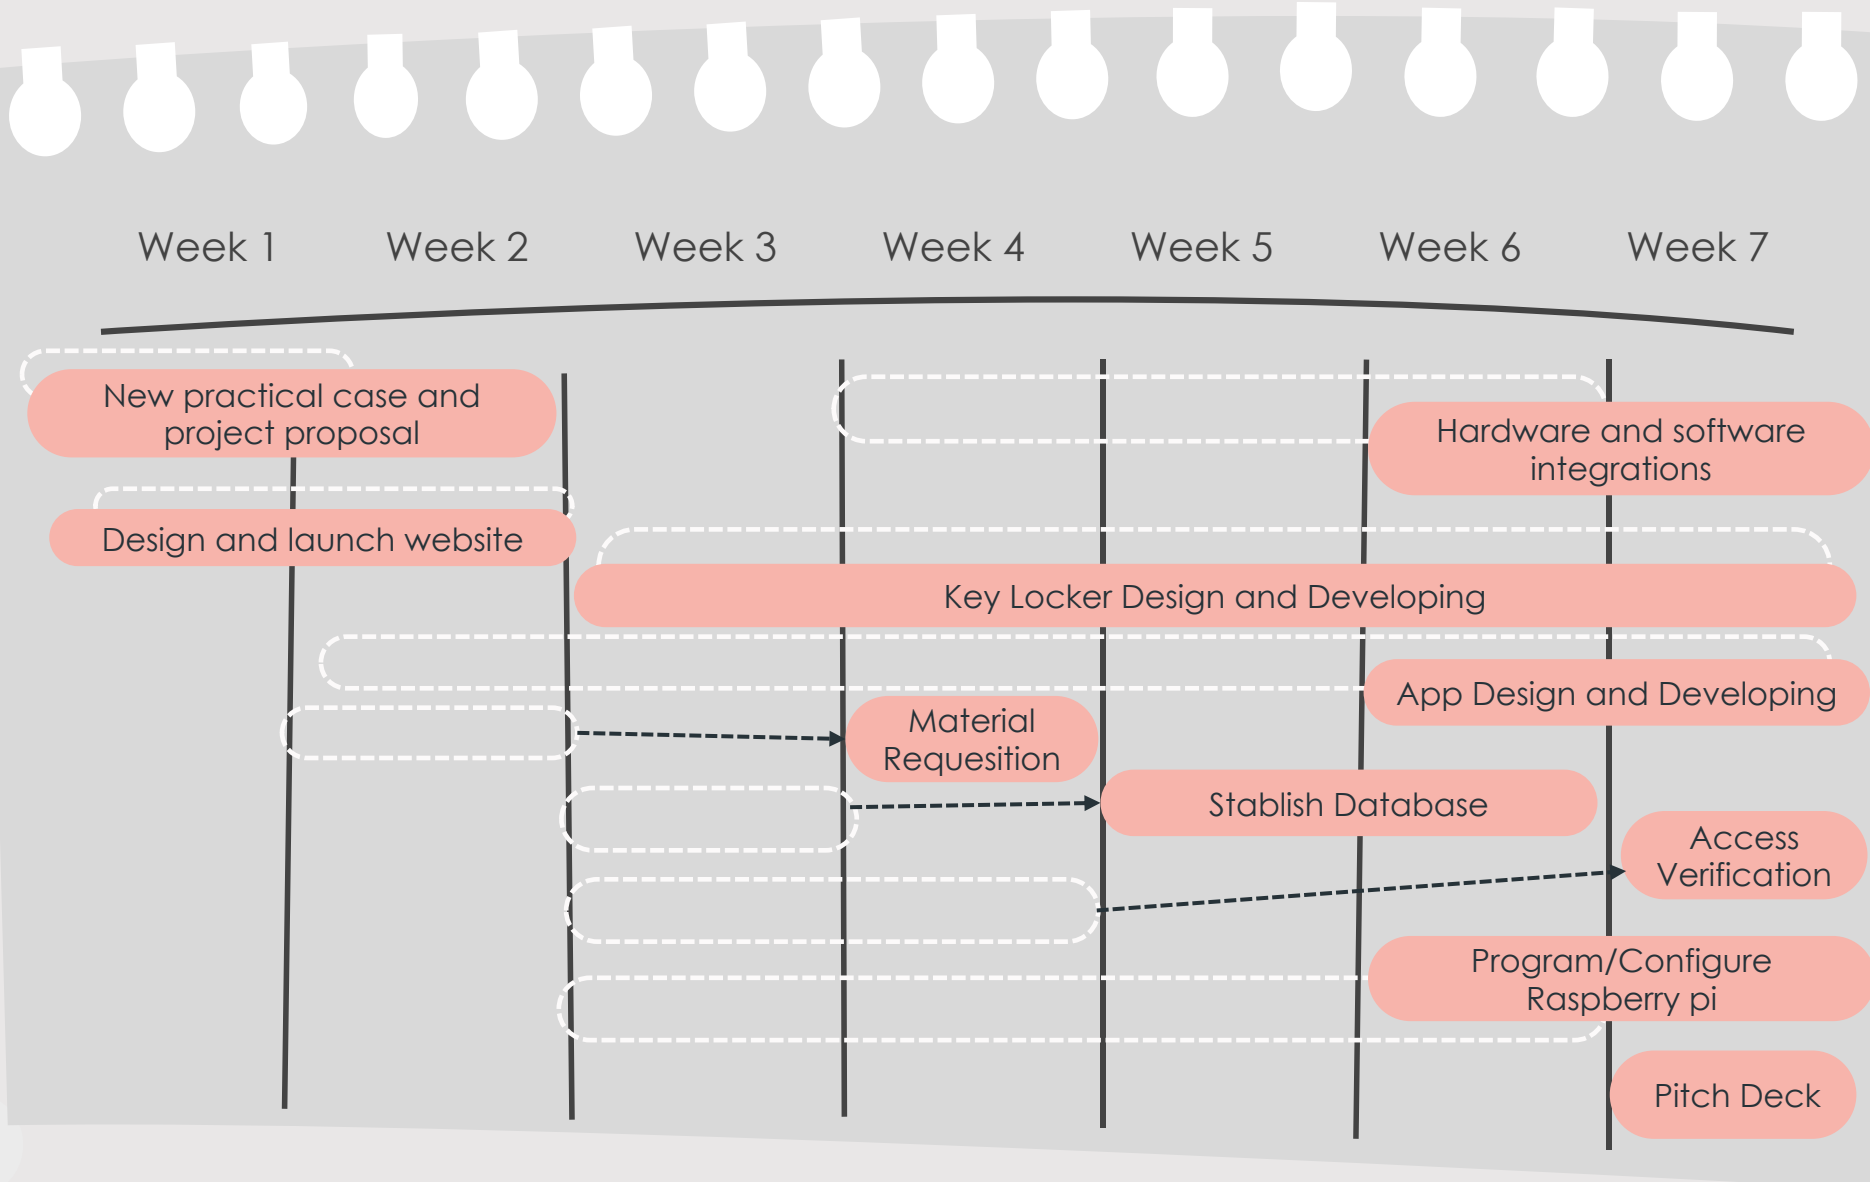 Week 1
Week 2
Week 3
Week 4
Week 5
Week 6
Week 7
New practical case and
project proposal
Hardware and software
integrations
Design and launch website
Key Locker Design and Developing
App Design and Developing
Material
Requesition
Stablish Database
Access
Verification
Program/Configure
Raspberry pi
Pitch Deck